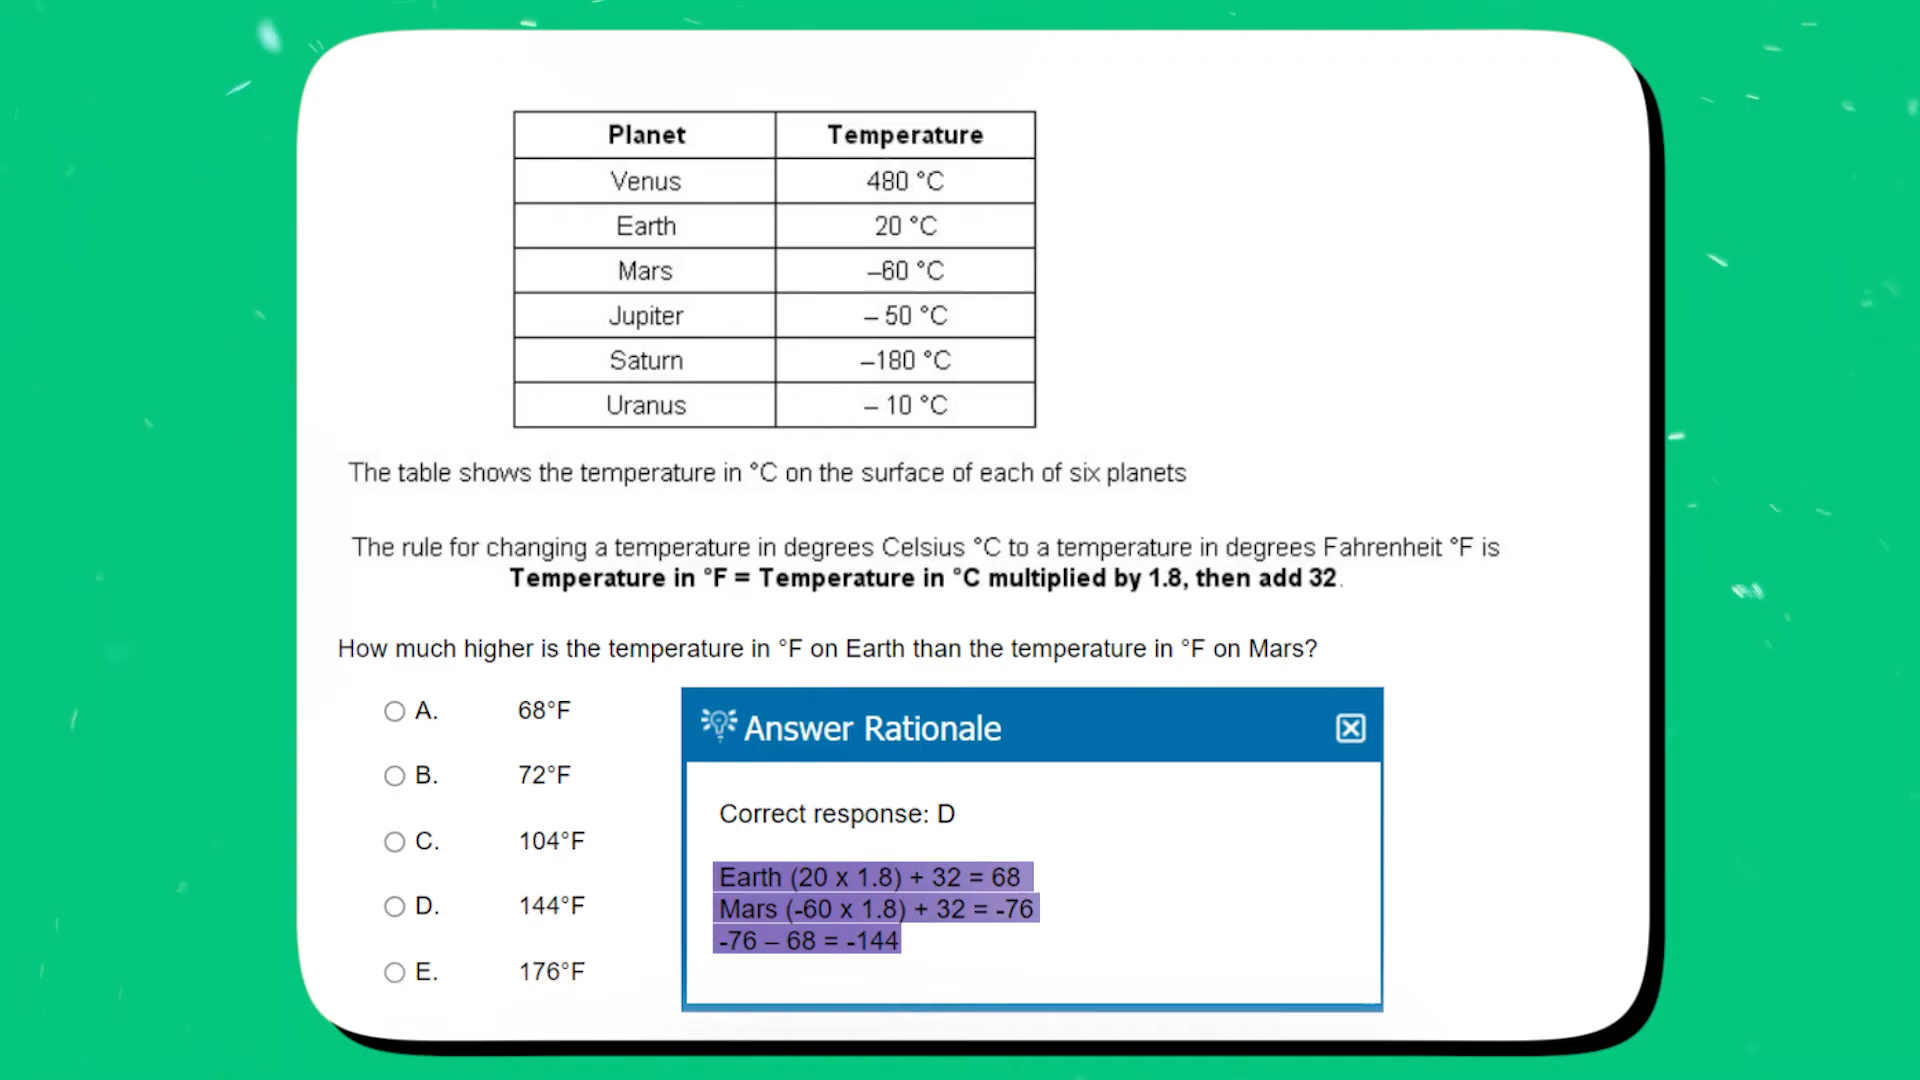 Planet Temperature
Venus 480 °C
Earth 20 °C
Mars –60 °C
Jupiter – 50 °C
Saturn –180 °C
Uranus – 10 °C
The table shows the temperature in °C on the surface of each of six planets
The rule for changing a temperature in degrees Celsius °C to a temperature in degrees Fahrenheit °F is
Temperature in °F = Temperature in °C multiplied by 1.8, then add 32.
How much higher is the temperature in °F on Earth than the temperature in °F on Mars?
A. 68°F
B. 72°F
C. 104°F
D. 144°F
E. 176°F
Answer Rationale
Correct response: D
Earth (20 x 1.8) + 32 = 68
Mars (-60 x 1.8) + 32 = -76
-76 – 68 = -144